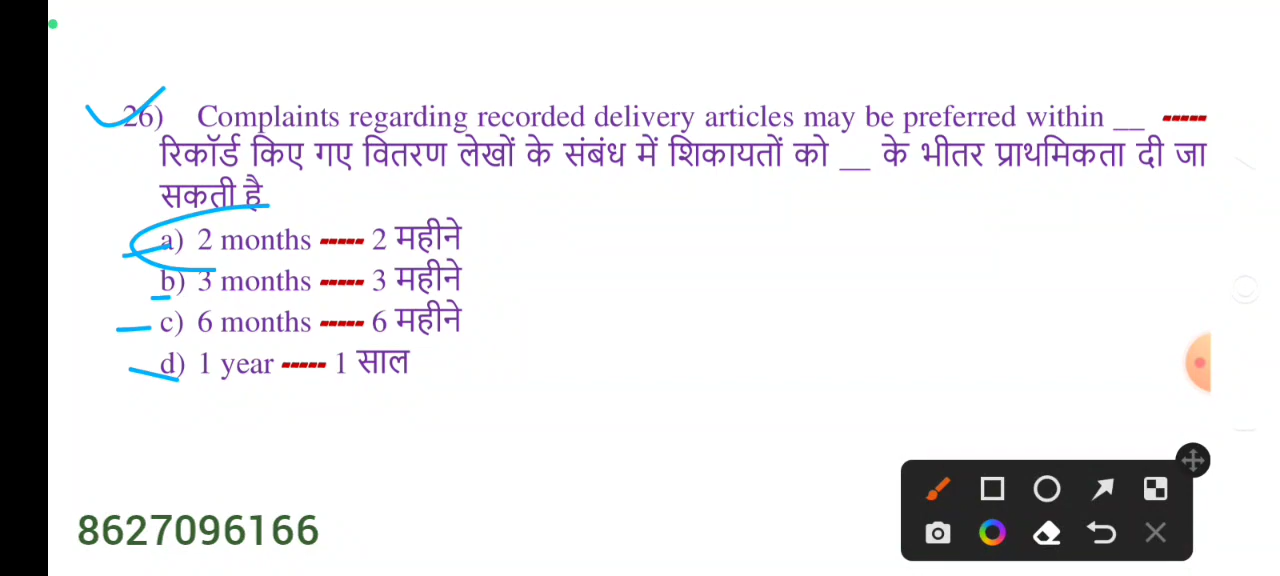 26) Complaints regarding recorded delivery articles may be preferred within __ -----
रिकॉर्ड किए गए वितरण लेखों के संबंध में शिकायतों को __ के भीतर प्राथमिकता दी जा
सकती है
a) 2 months ----- 2 महीने
b) 3 months ----- 3 महीने
c) 6 months ----- 6 महीने
d) 1 year ----- 1 साल
8627096166